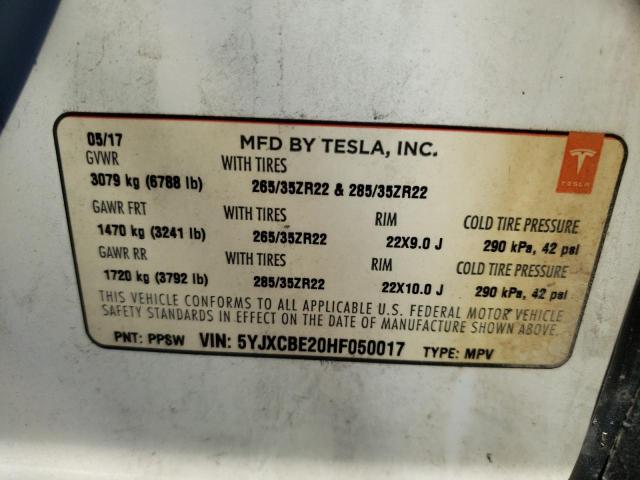 05/17 MFD BY TESLA, INC.
GVWR WITH TIRES
3079 kg (6788 lb) 265/35ZR22 & 285/35ZR22
TESLA
GAWR FRT WITH TIRES RIM COLD TIRE PRESSURE
1470 kg (3241 lb) 265/35ZR22 22X9.0 J 290 kPa, 42 psi
GAWR RR WITH TIRES RIM COLD TIRE PRESSURE
1720 kg (3792 lb) 285/35ZR22 22X10.0 J 290 kPa, 42 psi
THIS VEHICLE CONFORMS TO ALL APPLICABLE U.S. FEDERAL MOTOR VEHICLE
SAFETY STANDARDS IN EFFECT ON THE DATE OF MANUFACTURE SHOWN ABOVE.
PNT: PPSW VIN: 5YJXCBE20HF050017 TYPE: MPV